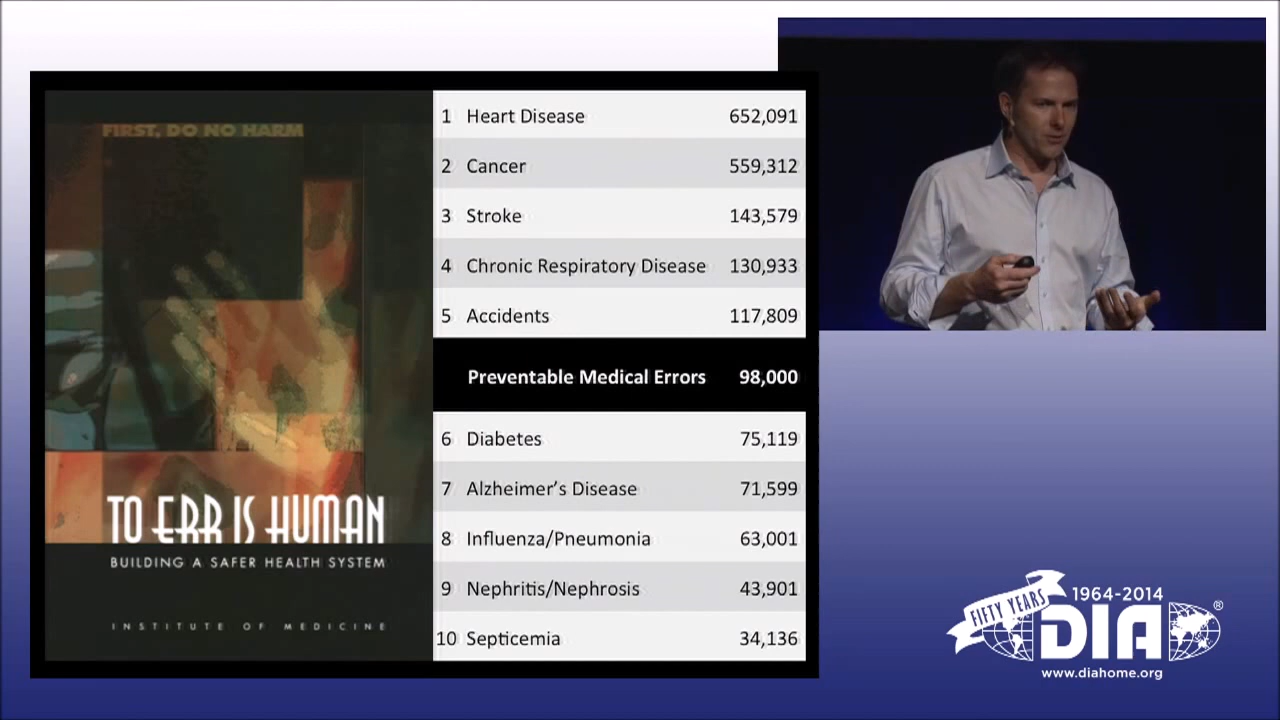 FIRST, DO NO HARM
TO ERR IS HUMAN
BUILDING A SAFER HEALTH SYSTEM
INSTITUTE OF MEDICINE
1 Heart Disease 652,091
2 Cancer 559,312
3 Stroke 143,579
4 Chronic Respiratory Disease 130,933
5 Accidents 117,809
Preventable Medical Errors 98,000
6 Diabetes 75,119
7 Alzheimer’s Disease 71,599
8 Influenza/Pneumonia 63,001
9 Nephritis/Nephrosis 43,901
10 Septicemia 34,136
FIFTY YEARS 1964-2014
DIA®
www.diahome.org